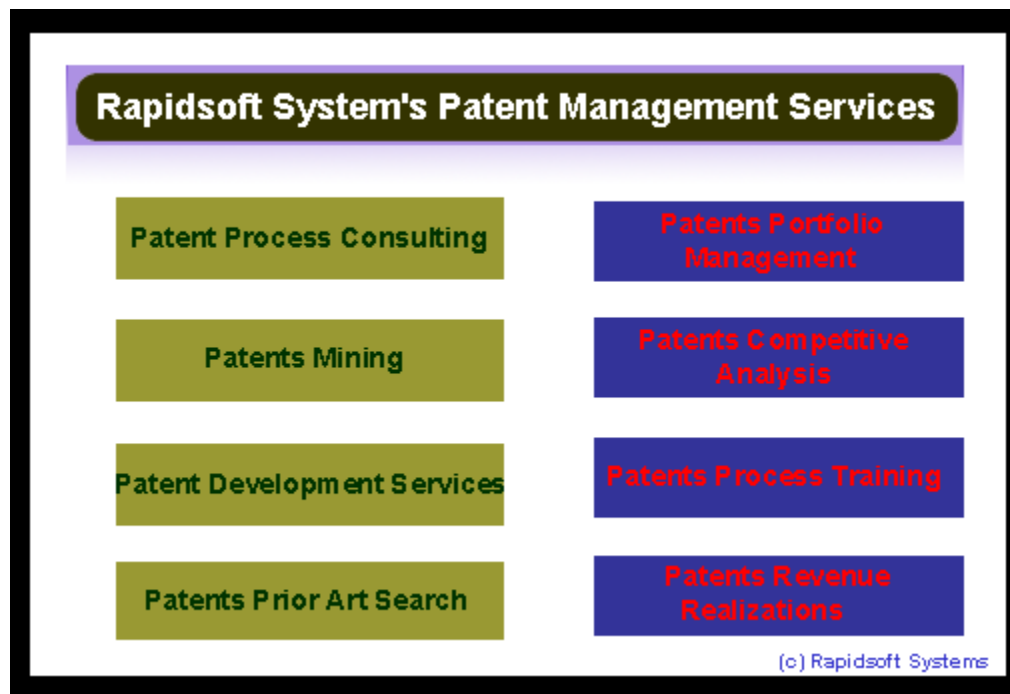 Rapidsoft System's Patent Management Services
Patent Process Consulting
Patents Mining
Patent Development Services
Patents Prior Art Search
Patents Portfolio
Management
Patents Competitive
Analysis
Patents Process Training
Patents Revenue
Realizations
(c) Rapidsoft Systems